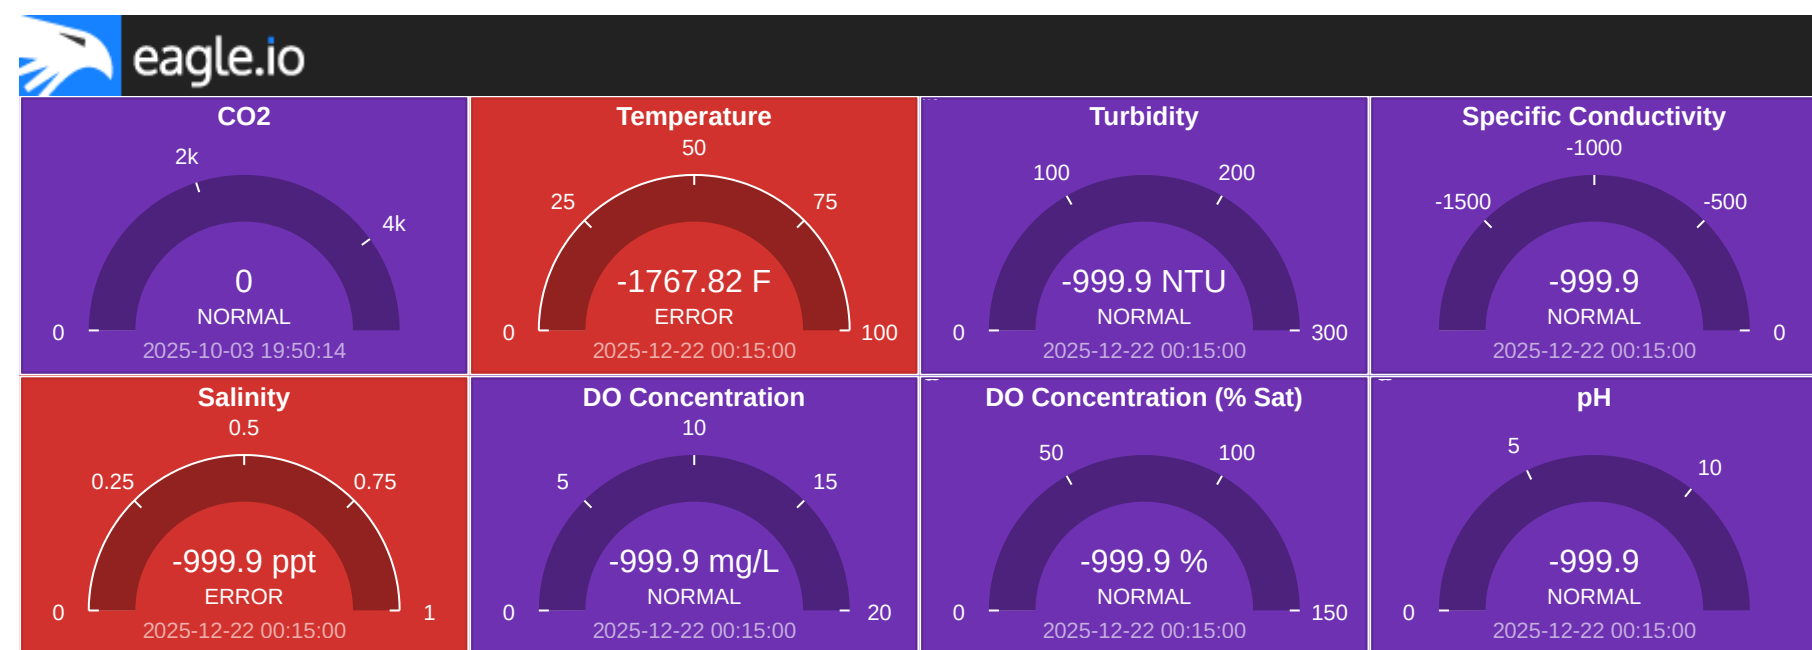 eagle.io
CO2
2k
4k
0
NORMAL
0
2025-10-03 19:50:14
Temperature
50
25
75
-1767.82 F
ERROR
0
100
2025-12-22 00:15:00
Turbidity
100
200
-999.9 NTU
NORMAL
0
300
2025-12-22 00:15:00
Specific Conductivity
-1000
-1500
-500
-999.9
NORMAL
0
2025-12-22 00:15:00
Salinity
0.5
0.25
0.75
-999.9 ppt
ERROR
0
1
2025-12-22 00:15:00
DO Concentration
10
5
15
-999.9 mg/L
NORMAL
0
20
2025-12-22 00:15:00
DO Concentration (% Sat)
50
100
-999.9 %
NORMAL
0
150
2025-12-22 00:15:00
pH
5
10
-999.9
NORMAL
0
2025-12-22 00:15:00